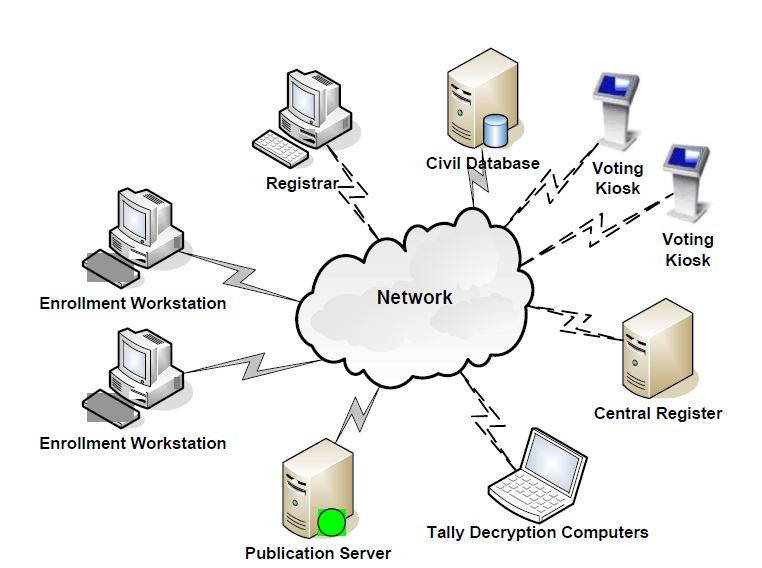 Registrar
Civil Database
Voting
Kiosk
Voting
Kiosk
Enrollment Workstation
Network
Enrollment Workstation
Central Register
Publication Server
Tally Decryption Computers